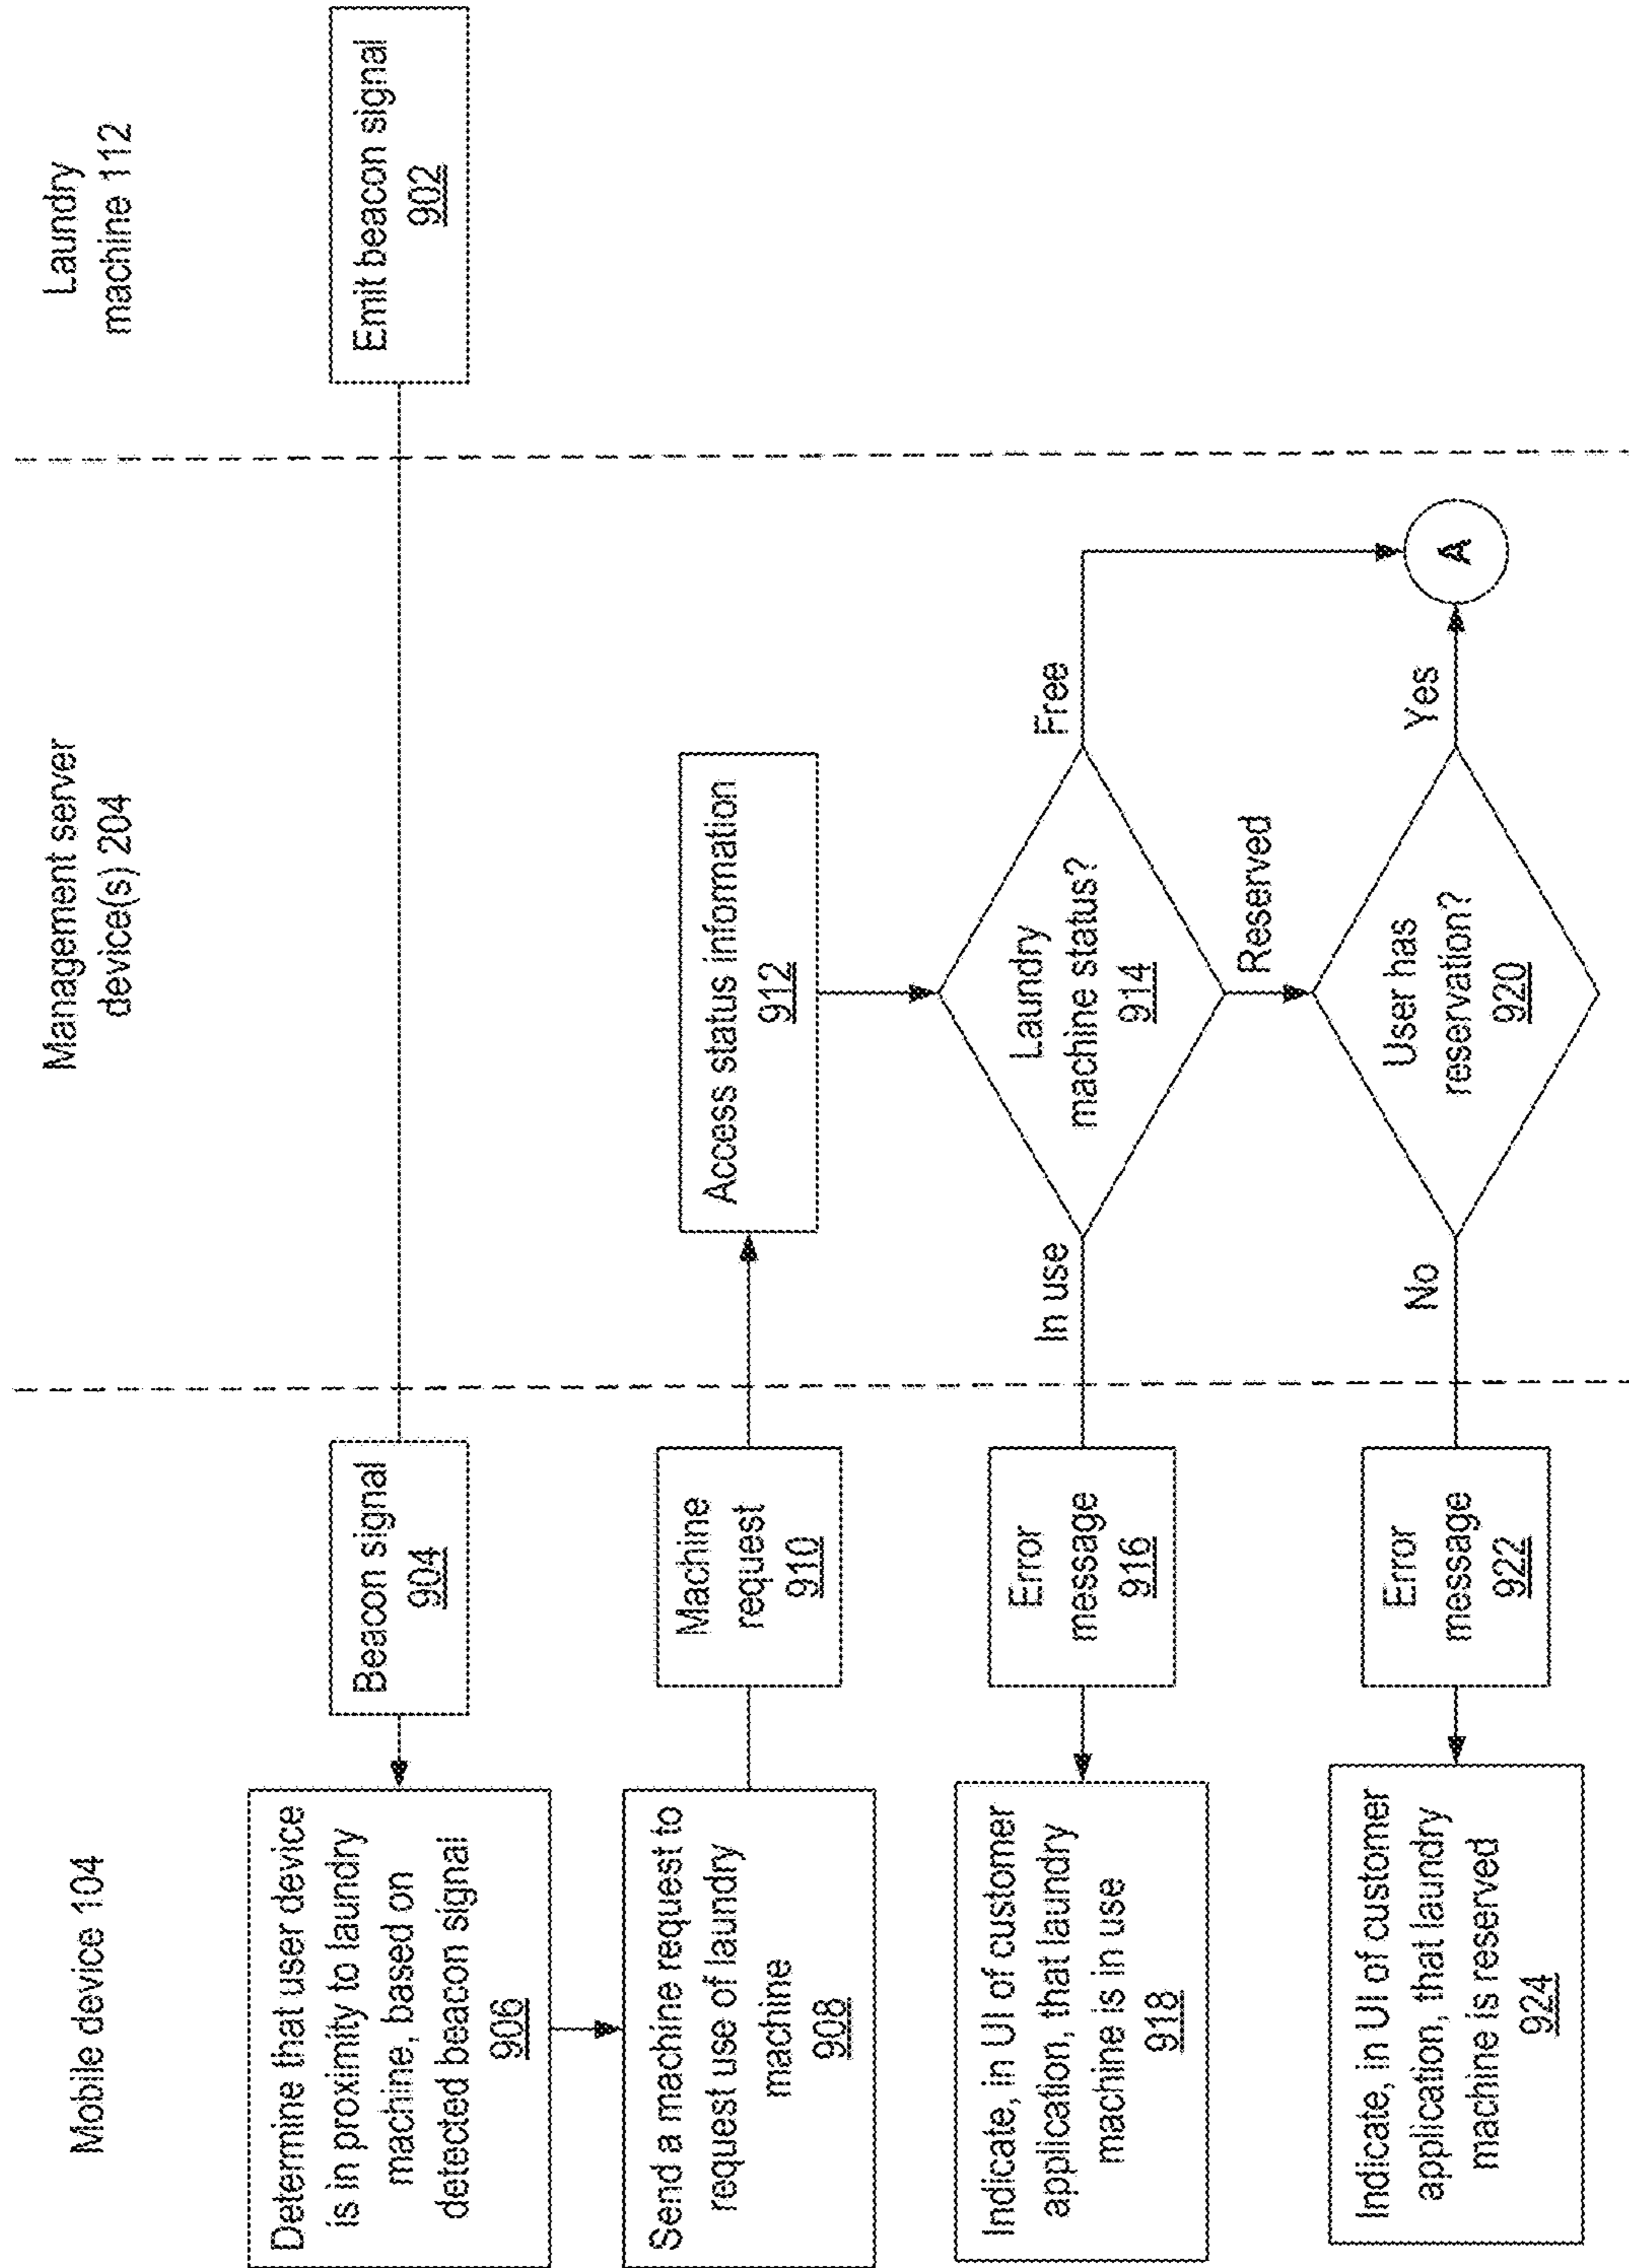 Mobile device 104
Management server
device(s) 204
Laundry
machine 112
Emit beacon signal
902
Beacon signal
904
Determine that user device
is in proximity to laundry
machine, based on
detected beacon signal
906
Send a machine request to
request use of laundry
machine
908
Machine
request
910
Access status information
912
Laundry
machine status?
914
Free
In use
Reserved
Error
message
916
Indicate, in UI of customer
application, that laundry
machine is in use
918
User has
reservation?
920
Yes
A
No
Error
message
922
Indicate, in UI of customer
application, that laundry
machine is reserved
924